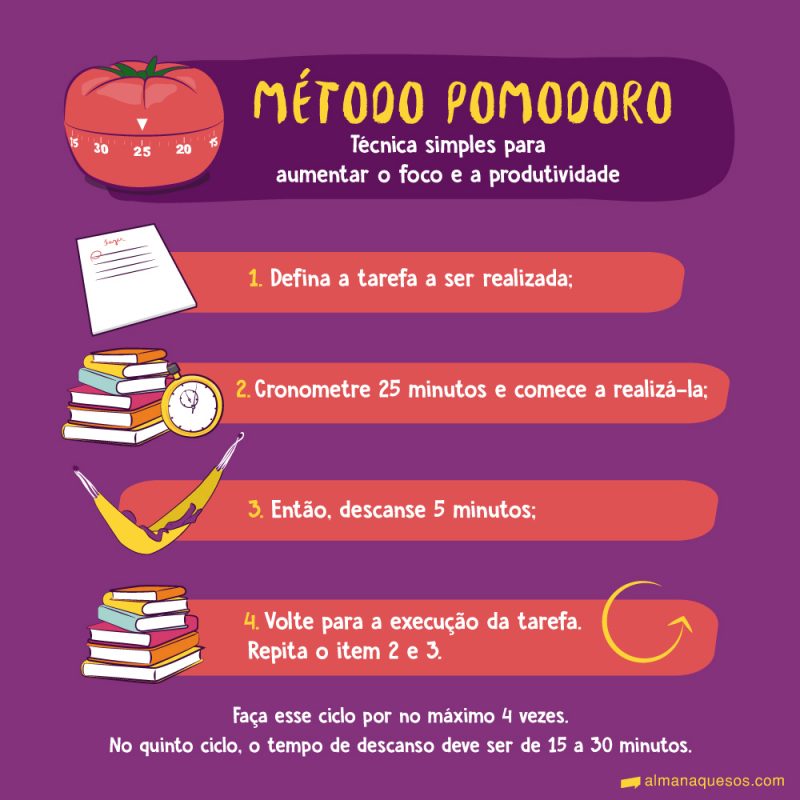 MÉTODO POMODORO
Técnica simples para
aumentar o foco e a produtividade
15 30 25 20 15
1. Defina a tarefa a ser realizada;
2. Cronometre 25 minutos e comece a realizá-la;
3. Então, descanse 5 minutos;
4. Volte para a execução da tarefa.
Repita o item 2 e 3.
Faça esse ciclo por no máximo 4 vezes.
No quinto ciclo, o tempo de descanso deve ser de 15 a 30 minutos.
almanaquesos.com